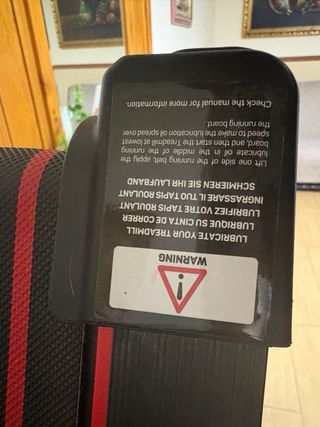 WARNING
LUBRICATE YOUR TREADMILL
LUBRIQUE SU CINTA DE CORRER
LUBRIFIEZ VOTRE TAPIS ROULANT
INGRASSARE IL TUO TAPIS ROULANT
SCHMIEREN SIE IHR LAUFBAND
Lift one side of the running belt, apply the
lubricate oil in the middle of the running
board, and then start the Treadmill at lowest
speed to make the lubrication oil spread over
the running board.
Check the manual for more information.